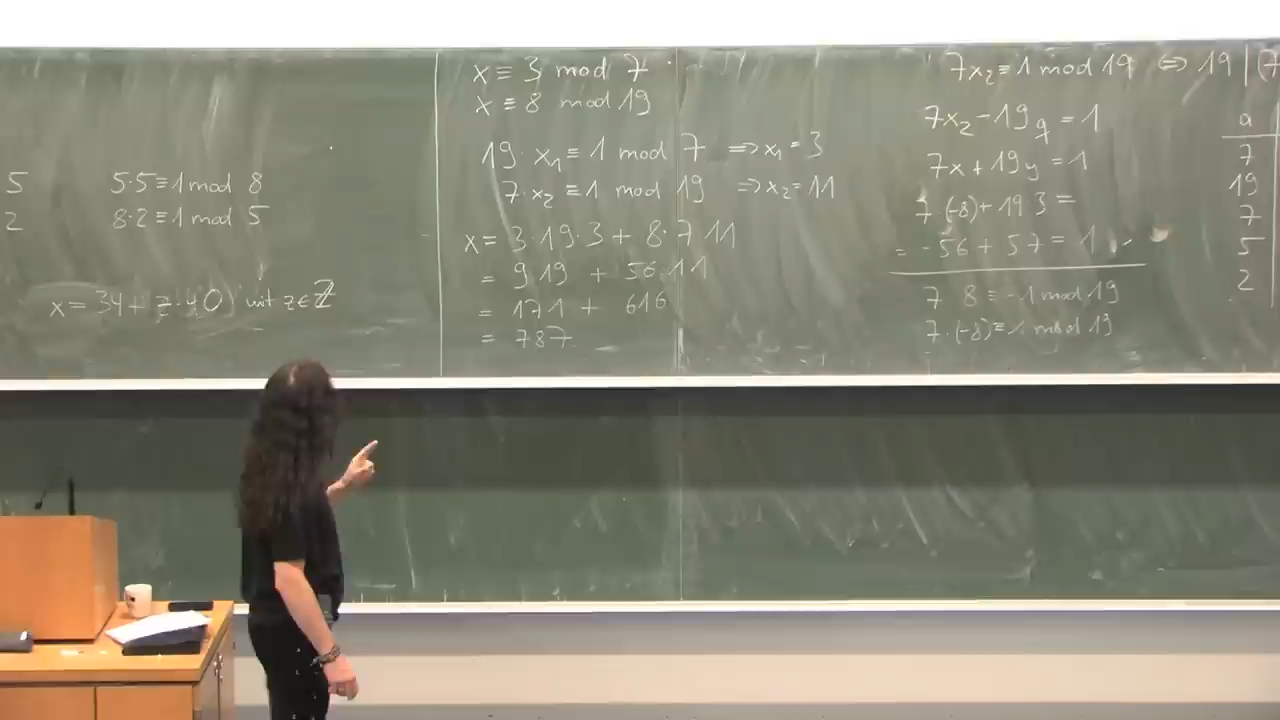 5 5·5≡1 mod 8
2 8·2≡1 mod 5
x = 34 + z·40) mit z∈ℤ
x ≡ 3 mod 7
x ≡ 8 mod 19
19·x₁ ≡ 1 mod 7 ⇒ x₁ = 3
7·x₂ ≡ 1 mod 19 ⇒ x₂ = 11
x = 3·19·3 + 8·7 11
= 9 19 + 56·11
= 171 + 616
= 787
7x₂ ≡ 1 mod 19 ⇔ 19 | (7
7x₂ - 19q = 1
7x + 19y = 1
7·(-8) + 19 3 =
= -56 + 57 = 1 ✓
7 8 ≡ -1 mod 19
7·(-8) ≡ 1 mod 19
a
7
19
7
5
2